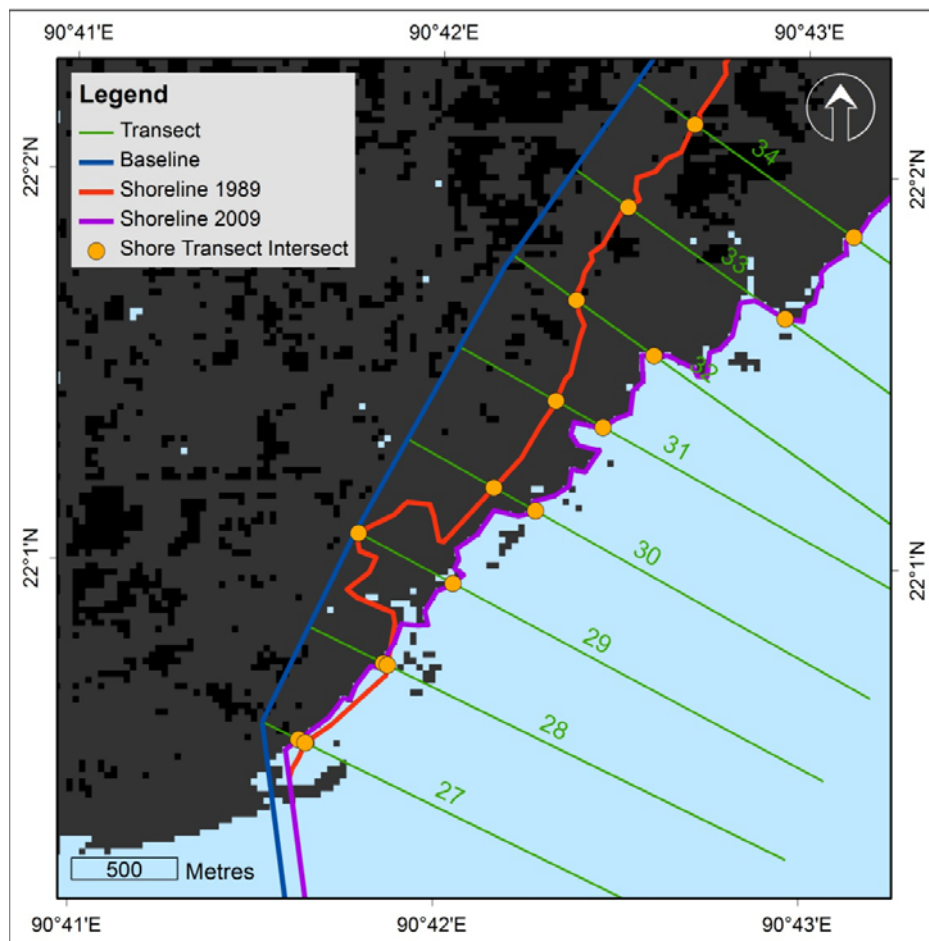 90°41'E 90°42'E 90°43'E
Legend
Transect
Baseline
Shoreline 1989
Shoreline 2009
Shore Transect Intersect
34
22°2'N 22°2'N
33
32
31
30
22°1'N 22°1'N
29
28
27
500 Metres
90°41'E 90°42'E 90°43'E